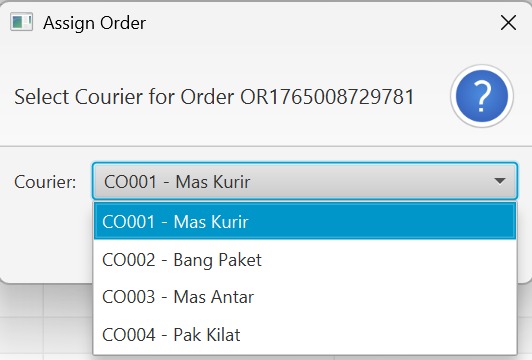 Assign Order
Select Courier for Order OR1765008729781
?
Courier: CO001 - Mas Kurir
CO001 - Mas Kurir
CO002 - Bang Paket
CO003 - Mas Antar
CO004 - Pak Kilat